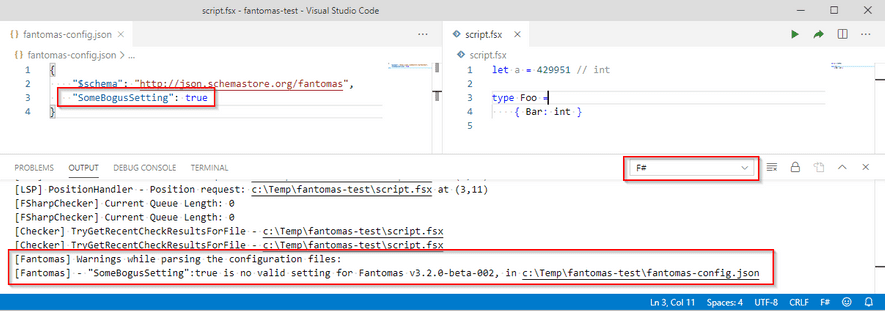 script.fsx - fantomas-test - Visual Studio Code
fantomas-config.json
fantomas-config.json > ...
1 {
2 "$schema": "http://json.schemastore.org/fantomas",
3 "SomeBogusSetting": true
4 }
script.fsx
script.fsx
1 let a = 429951 // int
2
3 type Foo =
4 { Bar: int }
5
PROBLEMS OUTPUT DEBUG CONSOLE TERMINAL F#
[LSP] PositionHandler - Position request: c:\Temp\fantomas-test\script.fsx at (3,11)
[FSharpChecker] Current Queue Length: 0
[FSharpChecker] Current Queue Length: 0
[Checker] TryGetRecentCheckResultsForFile - c:\Temp\fantomas-test\script.fsx
[Checker] TryGetRecentCheckResultsForFile - c:\Temp\fantomas-test\script.fsx
[Fantomas] Warnings while parsing the configuration files:
[Fantomas] - "SomeBogusSetting":true is no valid setting for Fantomas v3.2.0-beta-002, in c:\Temp\fantomas-test\fantomas-config.json
Ln 3, Col 11 Spaces: 4 UTF-8 CRLF F#